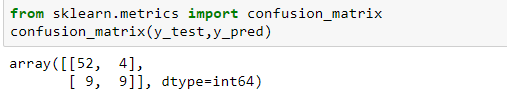 from sklearn.metrics import confusion_matrix
confusion_matrix(y_test,y_pred)
array([[52,  4],
       [ 9,  9]], dtype=int64)